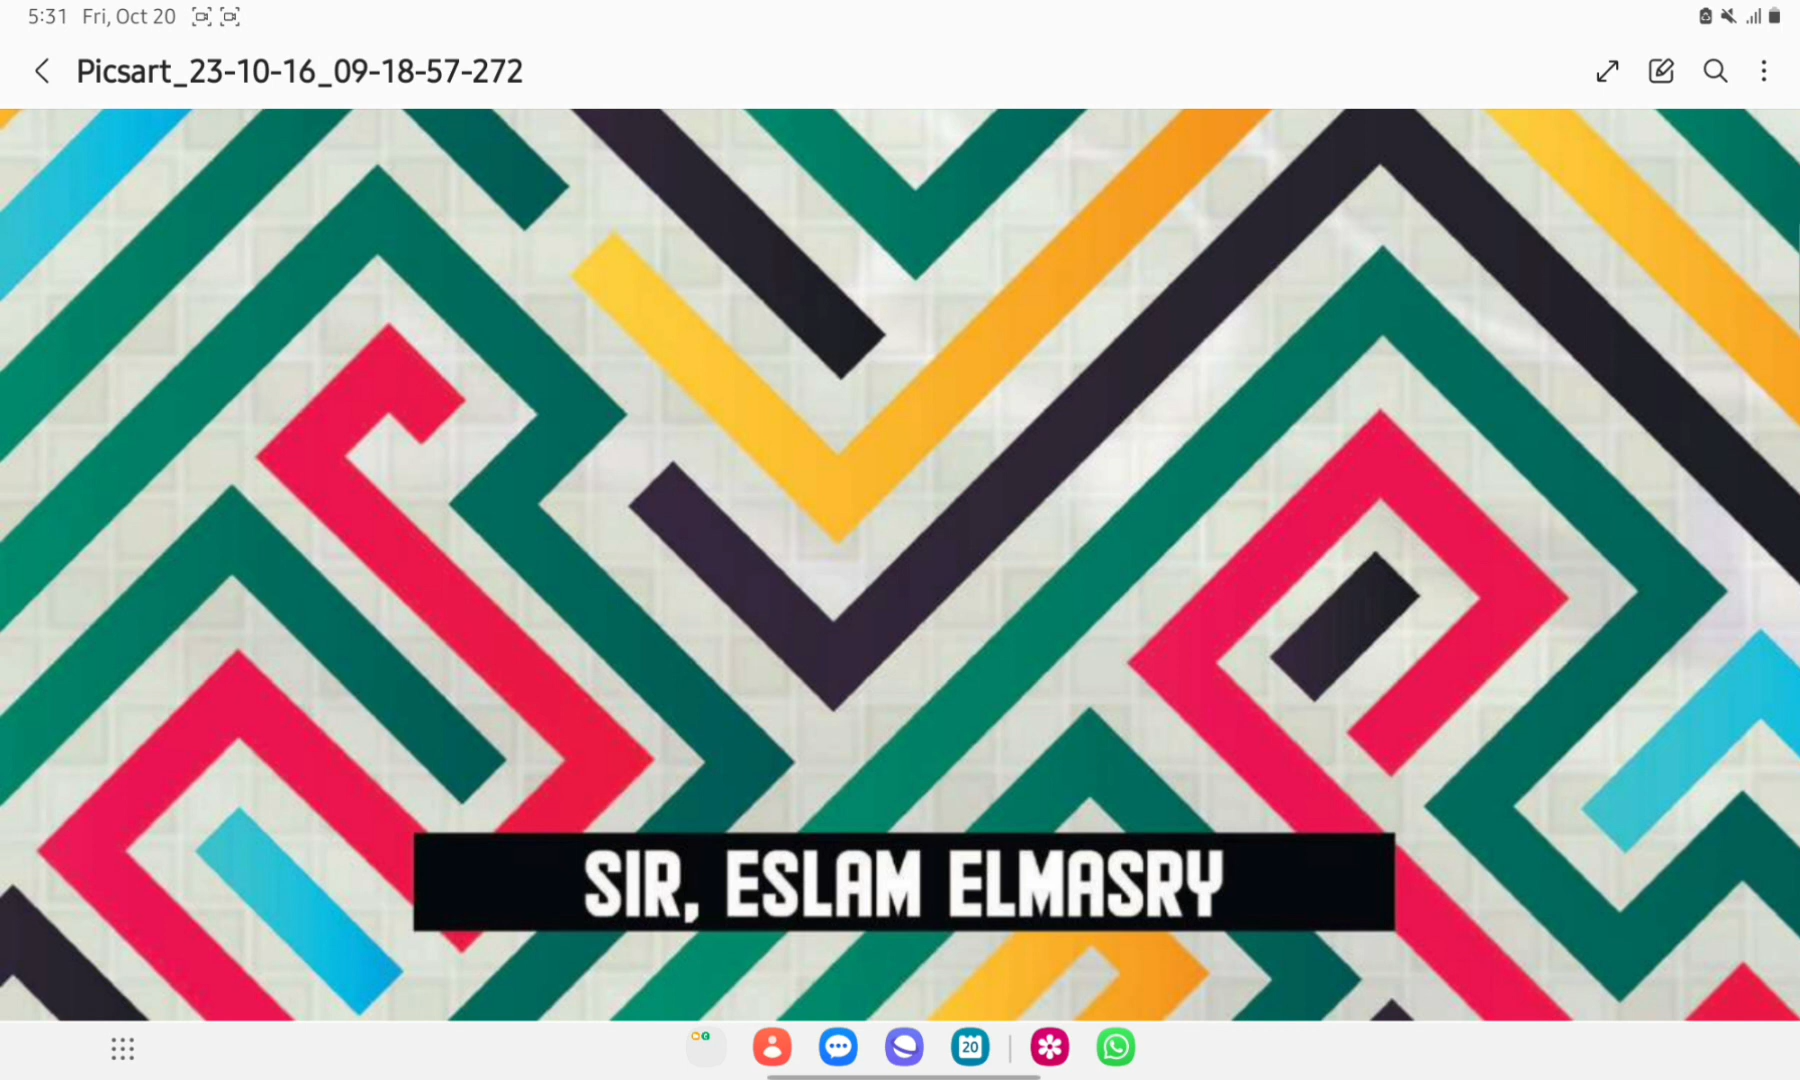 5:31 Fri, Oct 20
Picsart_23-10-16_09-18-57-272
SIR, ESLAM ELMASRY
20